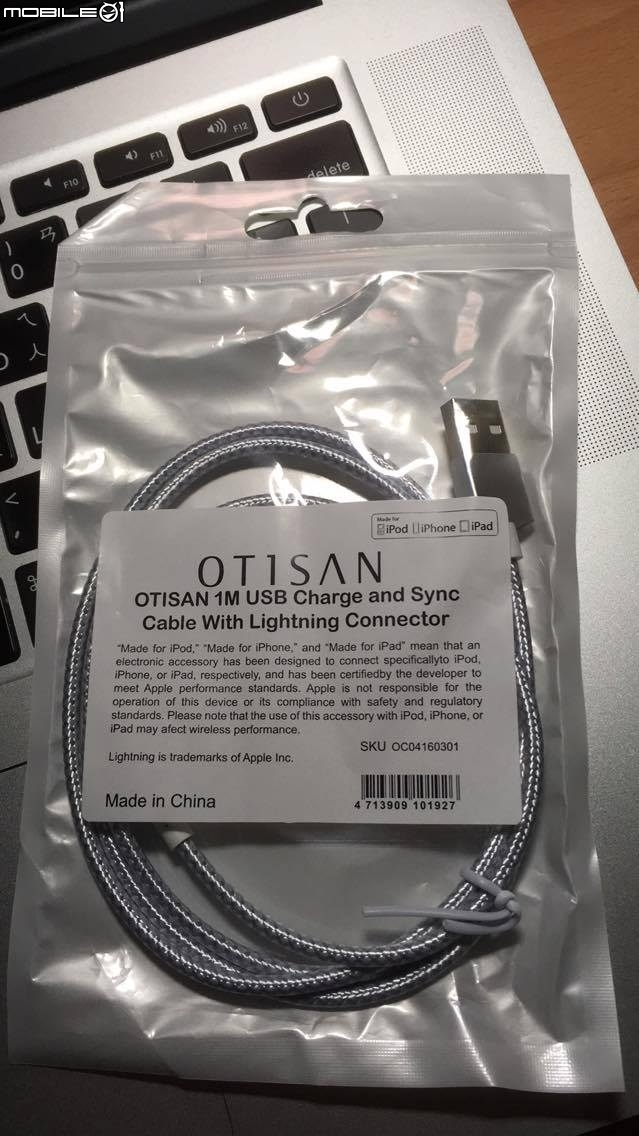 MOBILE01
F10
F11
F12
delete
ㄢ
0
OTISAN
Made for
iPod iPhone iPad
OTISAN 1M USB Charge and Sync
Cable With Lightning Connector
“Made for iPod,” “Made for iPhone,” and “Made for iPad” mean that an
electronic accessory has been designed to connect specificallyto iPod,
iPhone, or iPad, respectively, and has been certifiedby the developer to
meet Apple performance standards. Apple is not responsible for the
operation of this device or its compliance with safety and regulatory
standards. Please note that the use of this accessory with iPod, iPhone, or
iPad may afect wireless performance.
SKU OC04160301
Lightning is trademarks of Apple Inc.
Made in China
4 713909 101927